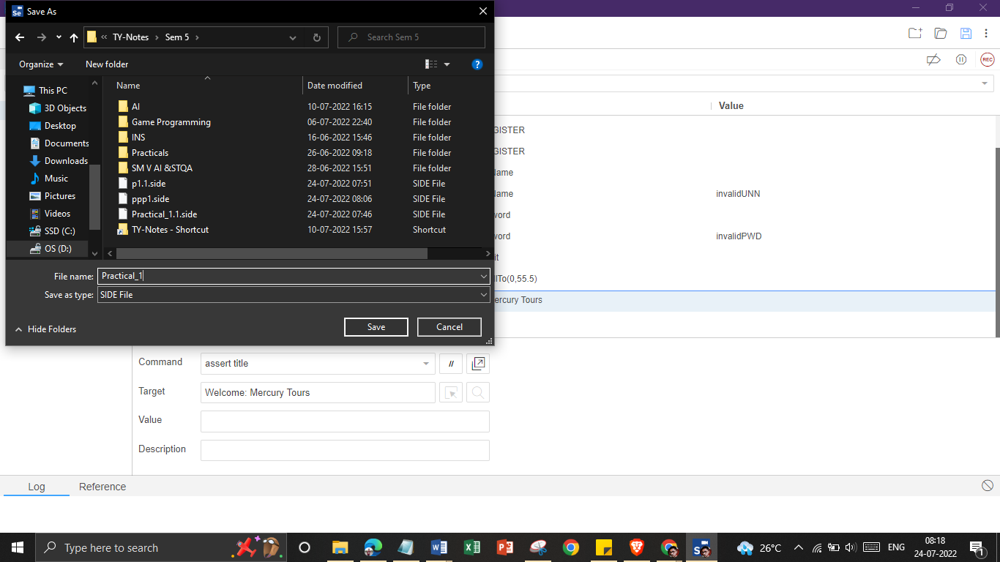 Save As
TY-Notes Sem 5
Search Sem 5
Organize New folder
Name Date modified Type
This PC
3D Objects
Desktop
Documents
Downloads
Music
Pictures
Videos
SSD (C:)
OS (D:)
AI 10-07-2022 16:15 File folder
Game Programming 06-07-2022 22:40 File folder
INS 16-06-2022 15:46 File folder
Practicals 26-06-2022 09:18 File folder
SM V AI &STQA 28-06-2022 15:51 File folder
p1.1.side 24-07-2022 07:51 SIDE File
ppp1.side 24-07-2022 08:06 SIDE File
Practical_1.1.side 24-07-2022 07:46 SIDE File
TY-Notes - Shortcut 10-07-2022 15:57 Shortcut
File name: Practical_1
Save as type: SIDE File
Hide Folders
Save Cancel
REC
Value
GISTER
GISTER
Name
Name invalidUNN
word
word invalidPWD
it
llTo(0,55.5)
ercury Tours
Command assert title //
Target Welcome: Mercury Tours
Value
Description
Log Reference
Type here to search
26°C ENG 08:18
24-07-2022
1